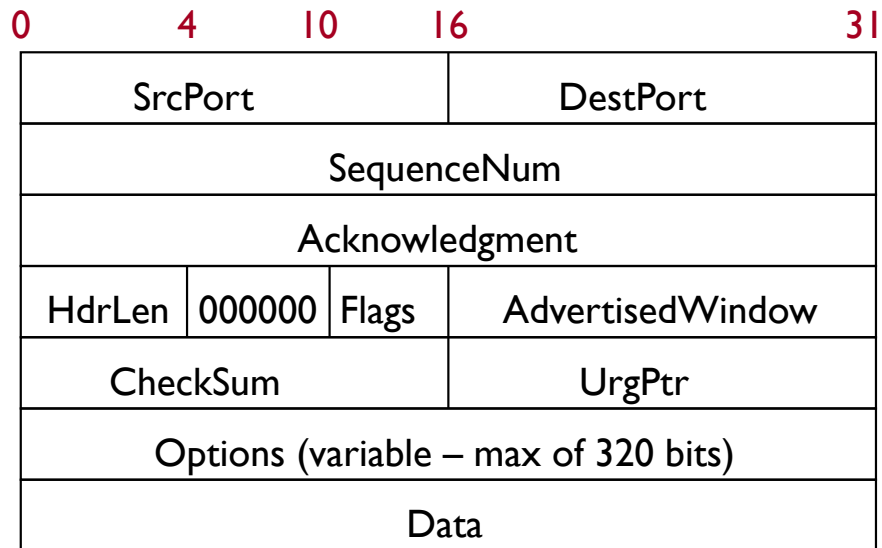 0 4 10 16 31
SrcPort DestPort
SequenceNum
Acknowledgment
HdrLen 000000 Flags AdvertisedWindow
CheckSum UrgPtr
Options (variable – max of 320 bits)
Data